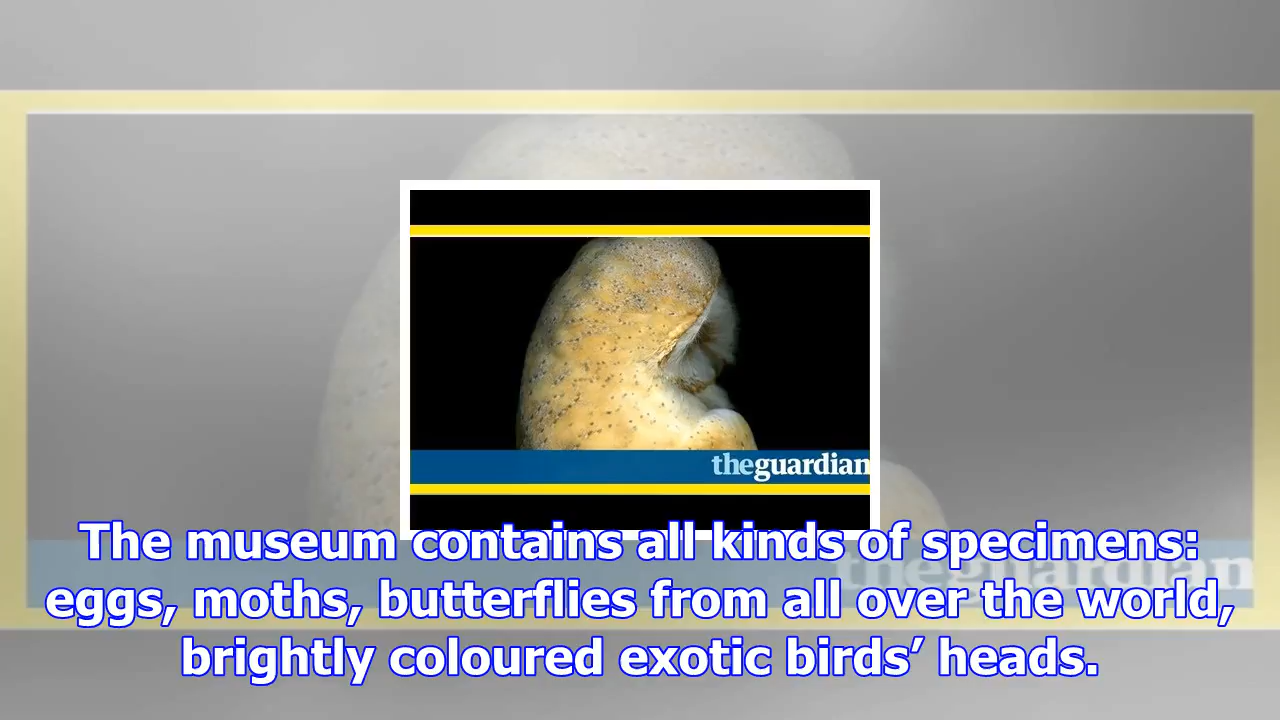 theguardian
The museum contains all kinds of specimens:
eggs, moths, butterflies from all over the world,
brightly coloured exotic birds’ heads.
theguardian